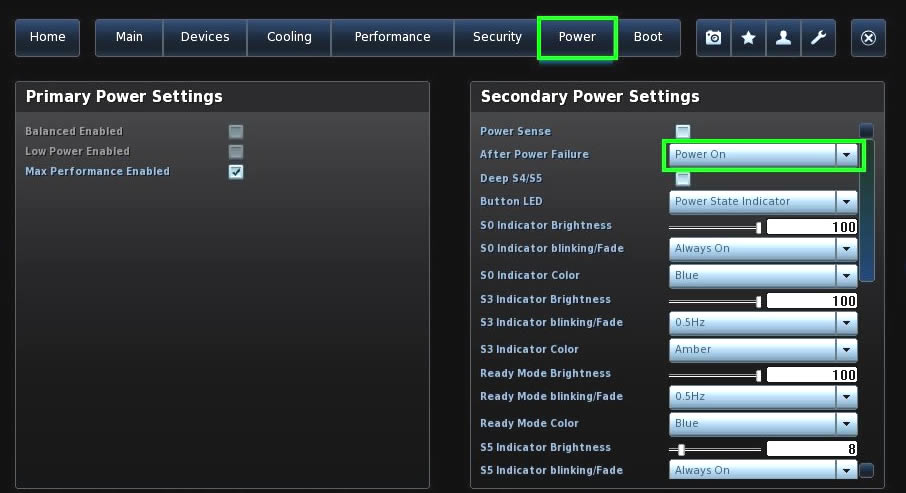 Home Main Devices Cooling Performance Security Power Boot
Primary Power Settings
Balanced Enabled
Low Power Enabled
Max Performance Enabled
Secondary Power Settings
Power Sense
After Power Failure Power On
Deep S4/S5
Button LED Power State Indicator
S0 Indicator Brightness 100
S0 Indicator blinking/Fade Always On
S0 Indicator Color Blue
S3 Indicator Brightness 100
S3 Indicator blinking/Fade 0.5Hz
S3 Indicator Color Amber
Ready Mode Brightness 100
Ready Mode blinking/Fade 0.5Hz
Ready Mode Color Blue
S5 Indicator Brightness 8
S5 Indicator blinking/Fade Always On